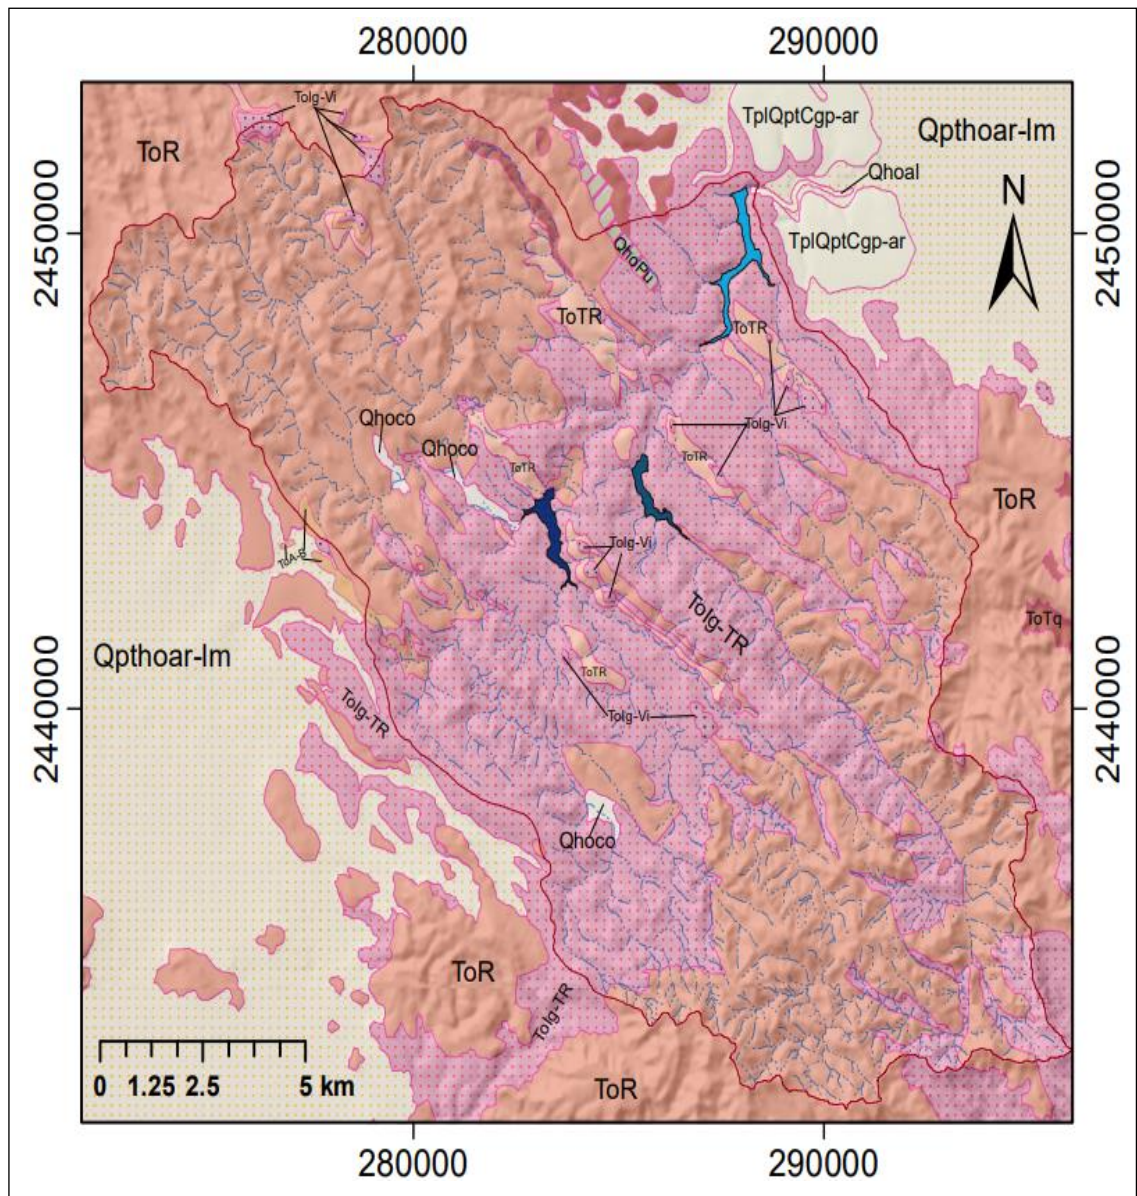 280000
290000
Tolg-Vi
TplQptCgp-ar
Qpthoar-lm
ToR
Qhoal
2450000
2450000
N
TplQptCgp-ar
QhoPu
ToTR
ToTR
Qhoco
Tolg-Vi
Qhoco
ToTR
ToTR
ToR
Tolg-Vi
ToA-B
Tolg-TR
ToTq
Qpthoar-lm
ToTR
Tolg-TR
Tolg-Vi
2440000
2440000
Qhoco
ToR
Tolg-TR
0 1.25 2.5 5 km
ToR
280000
290000